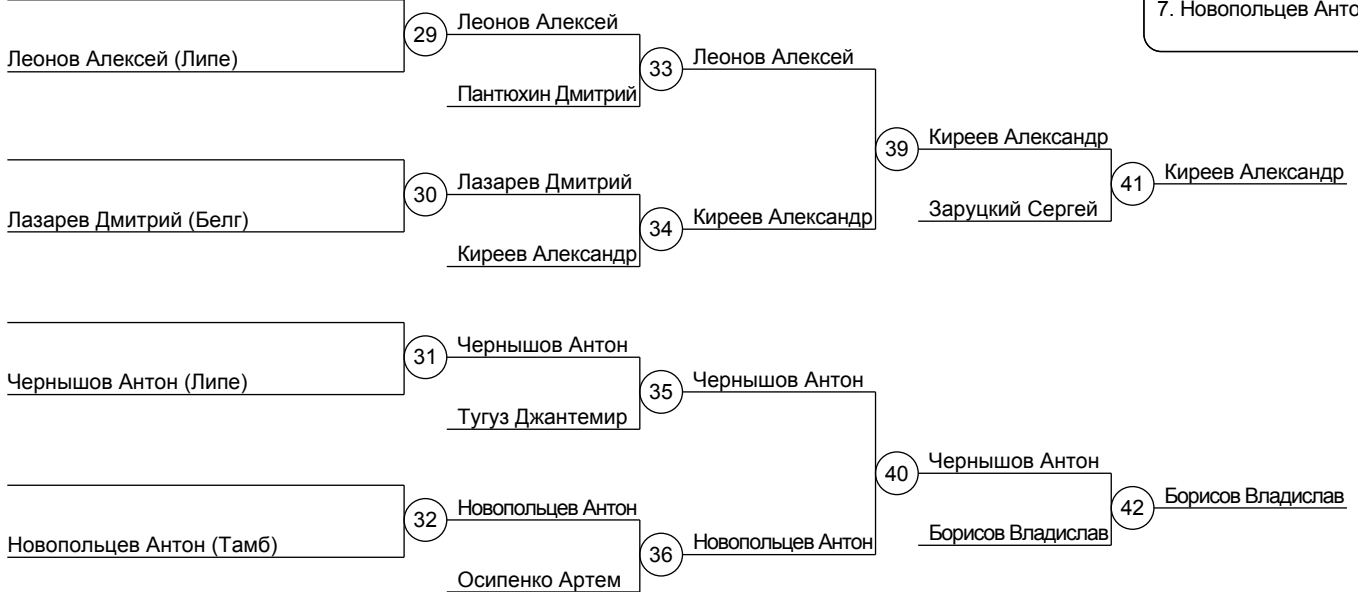 7. Новопольцев Анто
29
Леонов Алексей
Леонов Алексей (Липе)
33
Леонов Алексей
Пантюхин Дмитрий
39
Киреев Александр
30
Лазарев Дмитрий
41
Киреев Александр
Лазарев Дмитрий (Белг)
34
Киреев Александр
Заруцкий Сергей
Киреев Александр
31
Чернышов Антон
Чернышов Антон (Липе)
35
Чернышов Антон
Тугуз Джантемир
40
Чернышов Антон
32
Новопольцев Антон
42
Борисов Владислав
Новопольцев Антон (Тамб)
36
Новопольцев Антон
Борисов Владислав
Осипенко Артем